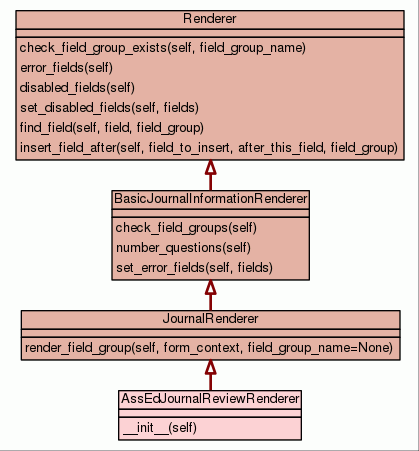 Renderer
check_field_group_exists(self, field_group_name)
error_fields(self)
disabled_fields(self)
set_disabled_fields(self, fields)
find_field(self, field, field_group)
insert_field_after(self, field_to_insert, after_this_field, field_group)
BasicJournalInformationRenderer
check_field_groups(self)
number_questions(self)
set_error_fields(self, fields)
JournalRenderer
render_field_group(self, form_context, field_group_name=None)
AssEdJournalReviewRenderer
__init__(self)